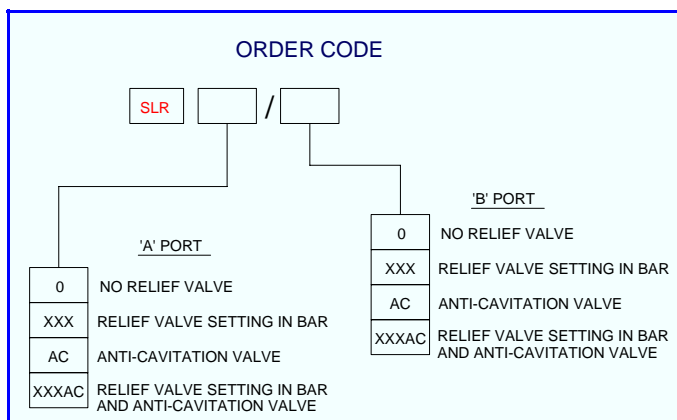 ORDER CODE
SLR /
'A' PORT
0 NO RELIEF VALVE
XXX RELIEF VALVE SETTING IN BAR
AC ANTI-CAVITATION VALVE
XXXAC RELIEF VALVE SETTING IN BAR
AND ANTI-CAVITATION VALVE
'B' PORT
0 NO RELIEF VALVE
XXX RELIEF VALVE SETTING IN BAR
AC ANTI-CAVITATION VALVE
XXXAC RELIEF VALVE SETTING IN BAR
AND ANTI-CAVITATION VALVE